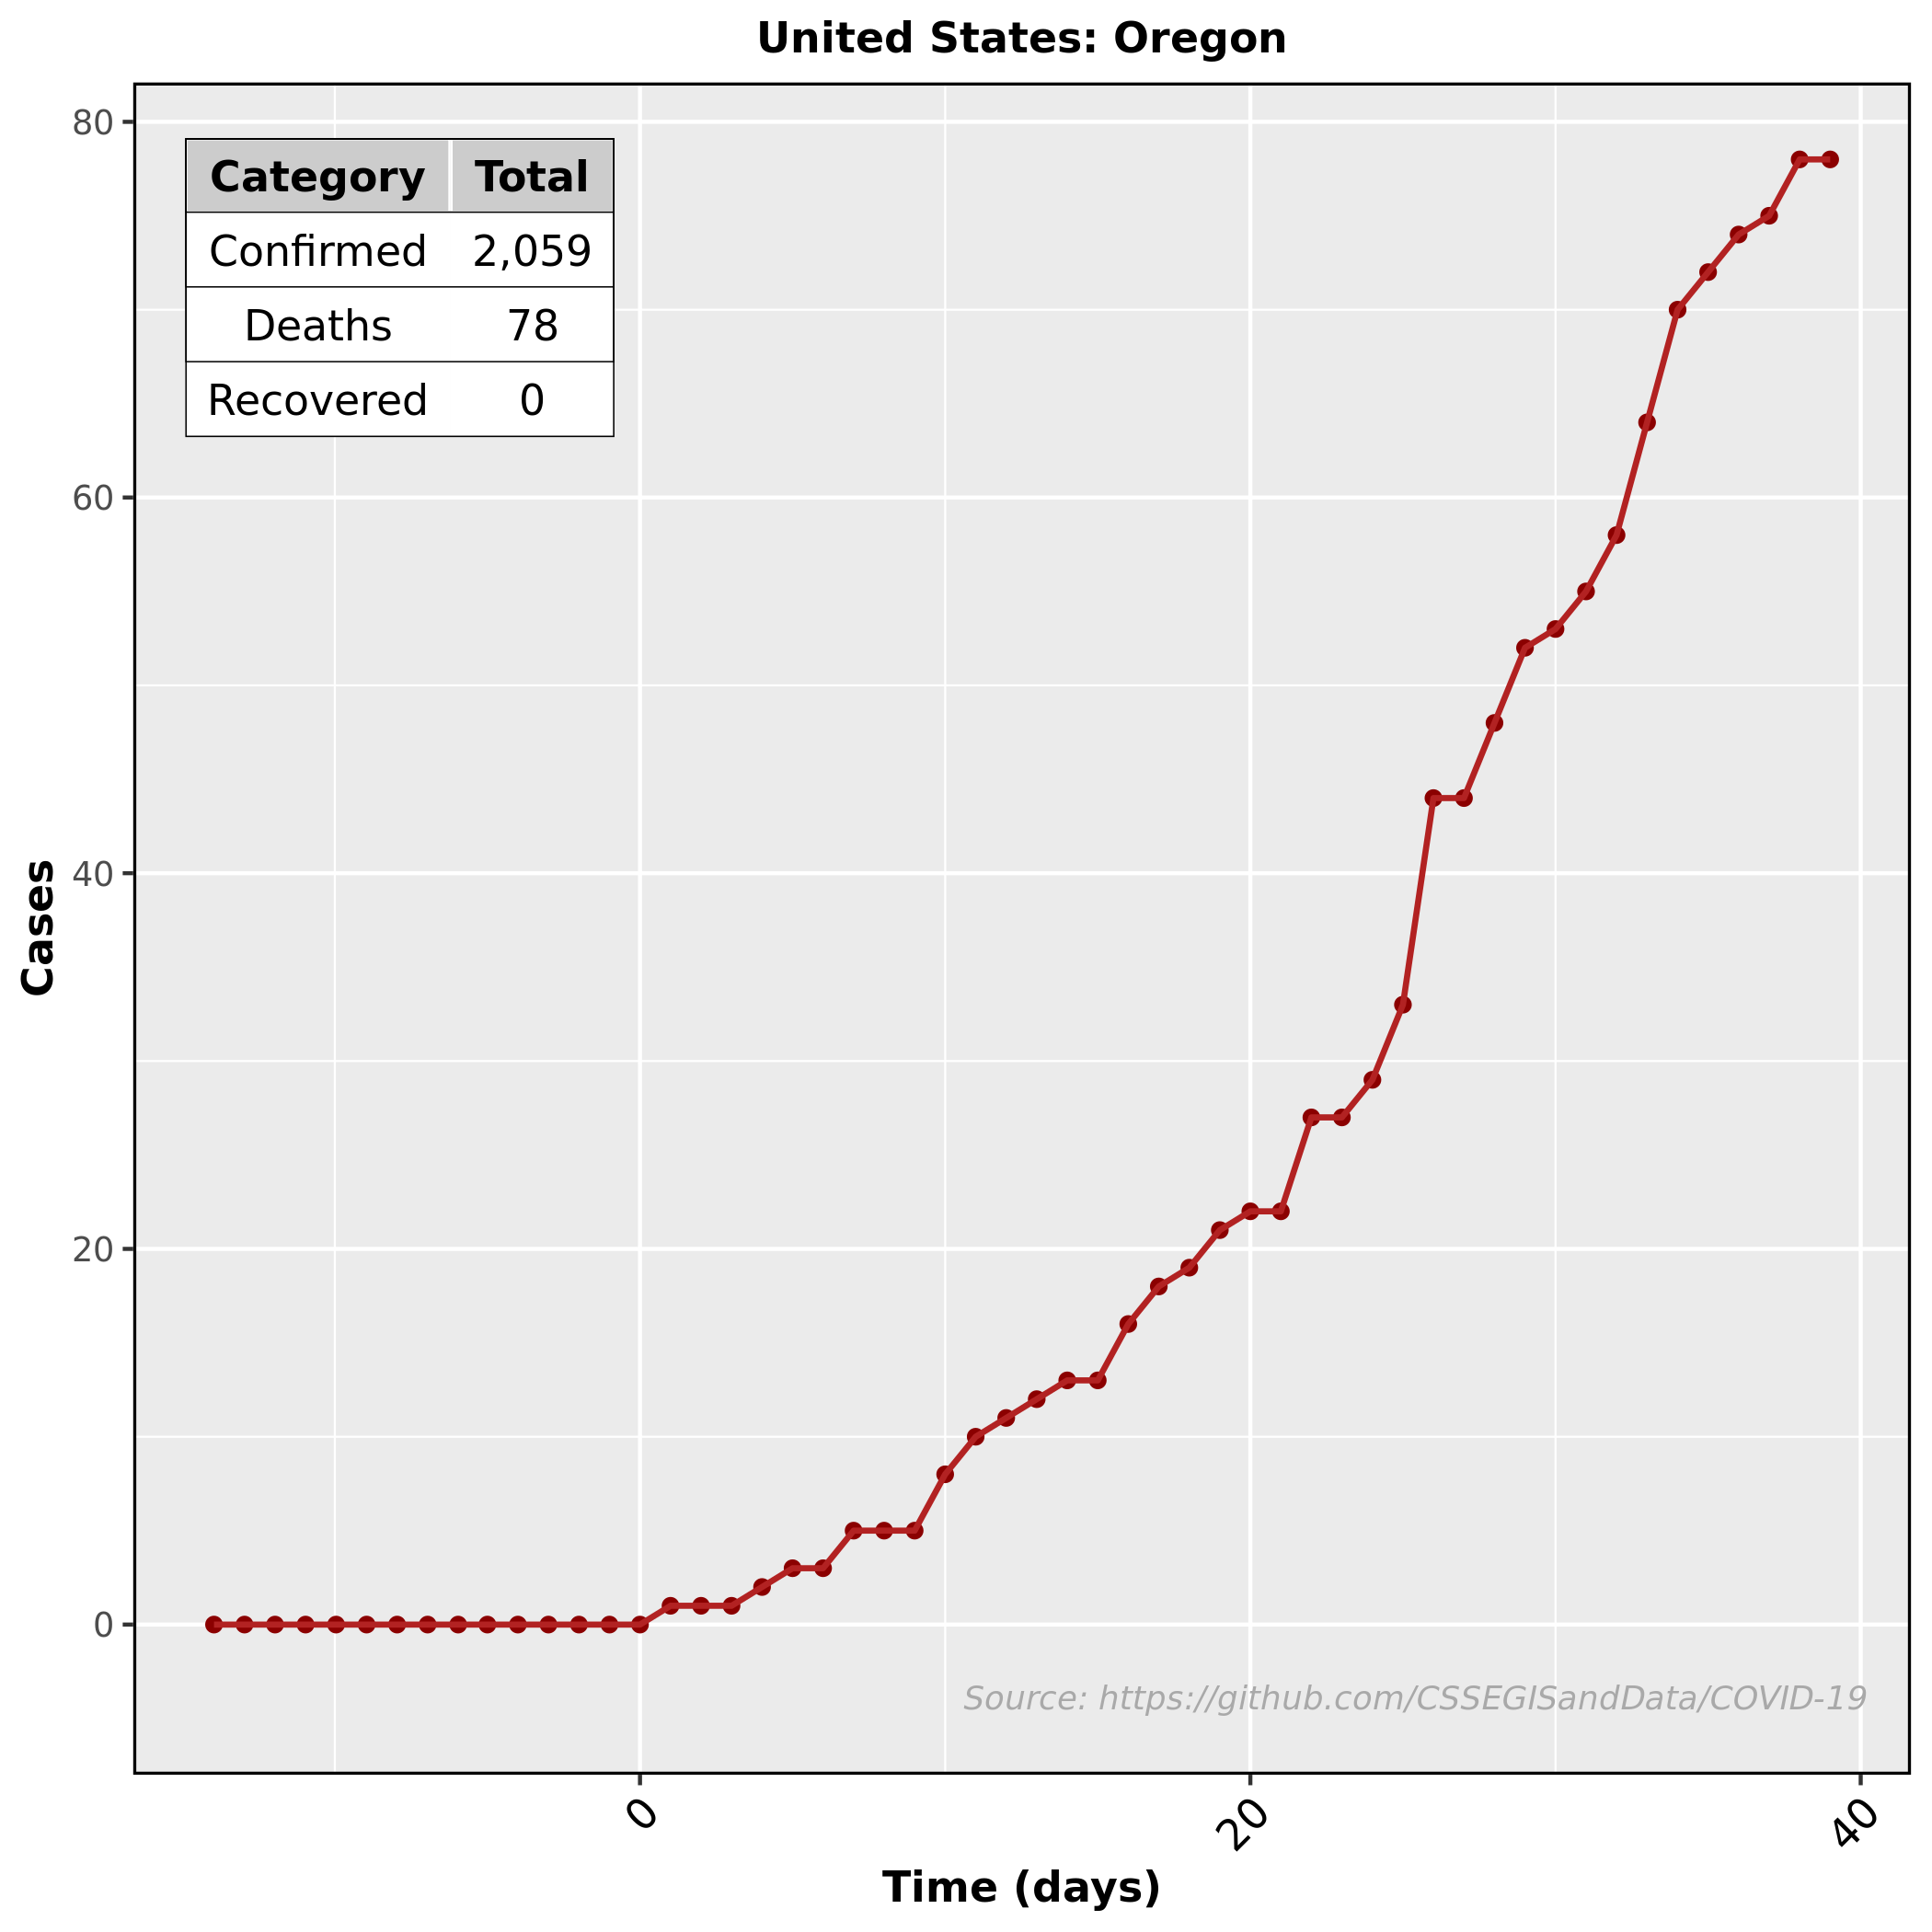 United States: Oregon
80
60
40
20
0
Cases
Category Total
Confirmed 2,059
Deaths 78
Recovered 0
Source: https://github.com/CSSEGISandData/COVID-19
0 20 40
Time (days)